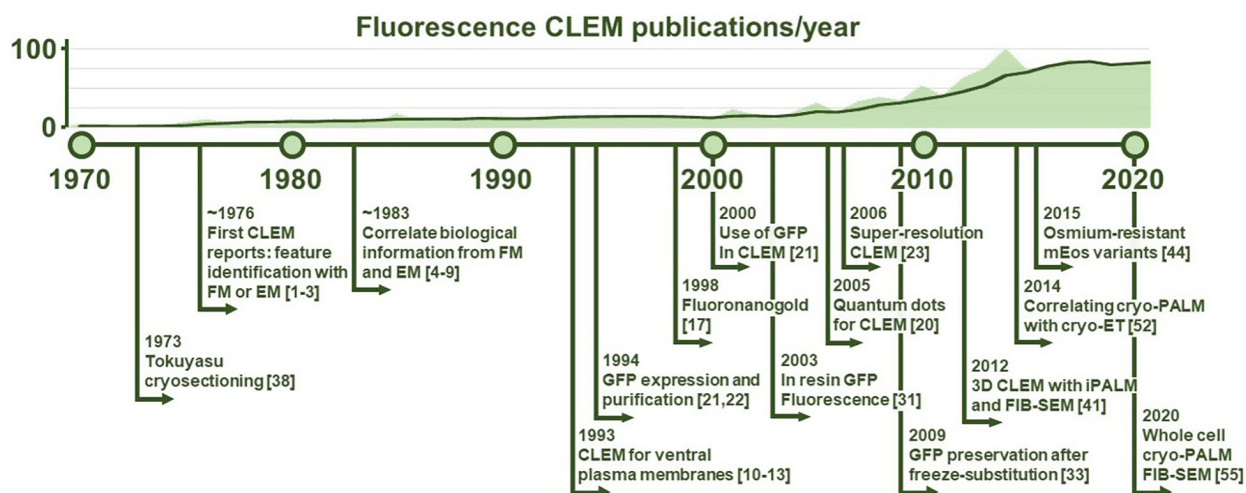 Fluorescence CLEM publications/year
100
0
1970
1980
1990
2000
2010
2020
~1976
First CLEM
reports: feature
identification with
FM or EM [1-3]
~1983
Correlate biological
information from FM
and EM [4-9]
2000
Use of GFP
In CLEM [21]
2006
Super-resolution
CLEM [23]
2015
Osmium-resistant
mEos variants [44]
1998
Fluoronanogold
[17]
2005
Quantum dots
for CLEM [20]
2014
Correlating cryo-PALM
with cryo-ET [52]
1973
Tokuyasu
cryosectioning [38]
1994
GFP expression and
purification [21,22]
2003
In resin GFP
Fluorescence [31]
2012
3D CLEM with iPALM
and FIB-SEM [41]
1993
CLEM for ventral
plasma membranes [10-13]
2009
GFP preservation after
freeze-substitution [33]
2020
Whole cell
cryo-PALM
FIB-SEM [55]